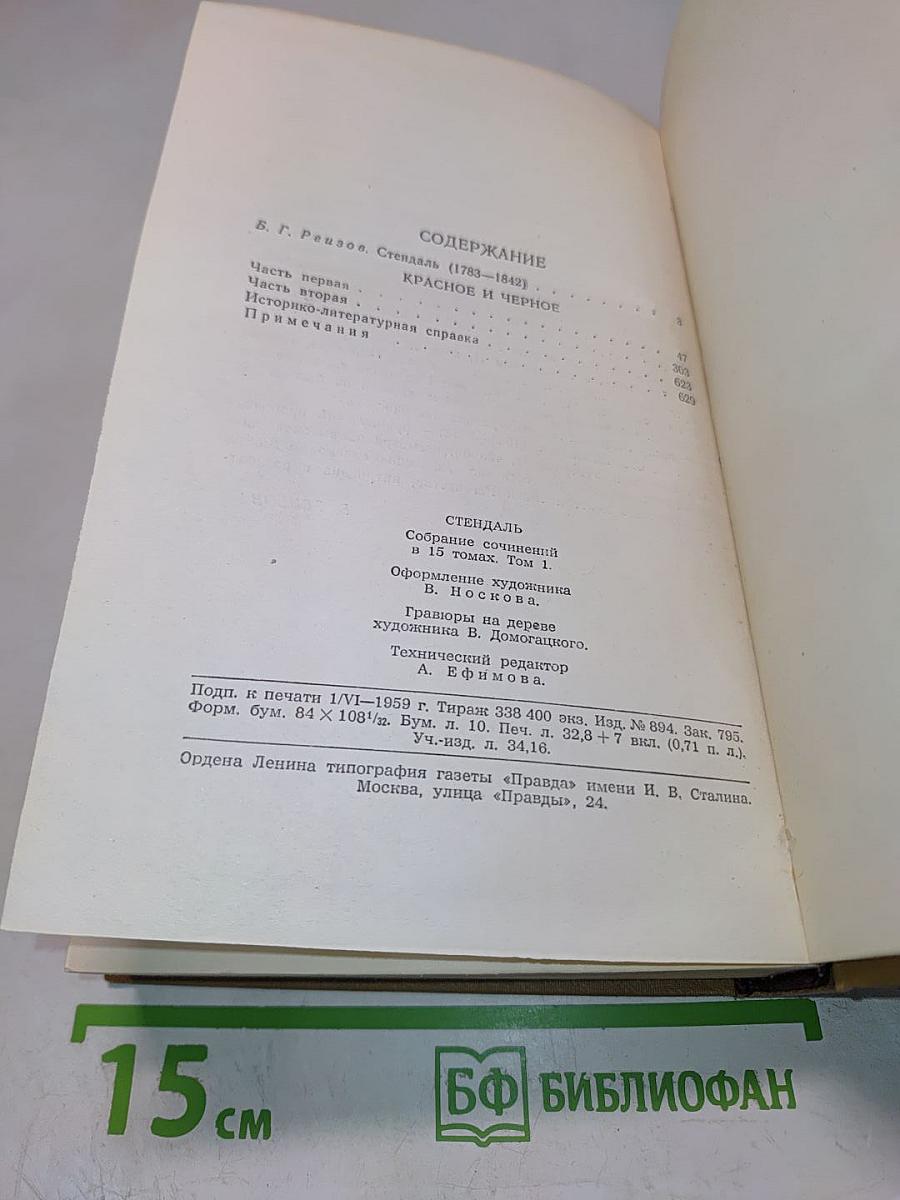 СОДЕРЖАНИЕ
Б. Г. Реизов. Стендаль (1783—1842) . . . . . . . 3
КРАСНОЕ И ЧЕРНОЕ
Часть первая . . . . . . . . . . . . 47
Часть вторая . . . . . . . . . . . . 303
Историко-литературная справка . . . . . . . 623
Примечания . . . . . . . . . . . 629
СТЕНДАЛЬ
Собрание сочинений
в 15 томах. Том 1.
Оформление художника
В. Носкова.
Гравюры на дереве
художника В. Домогацкого.
Технический редактор
А. Ефимова.
Подп. к печати 1/VI—1959 г. Тираж 338 400 экз. Изд. № 894. Зак. 795.
Форм. бум. 84×108¹/₃₂. Бум. л. 10. Печ. л. 32,8 + 7 вкл. (0,71 п. л.).
Уч.-изд. л. 34,16.
Ордена Ленина типография газеты «Правда» имени И. В. Сталина.
Москва, улица «Правды», 24.
15 см
БФ БИБЛИОФАН